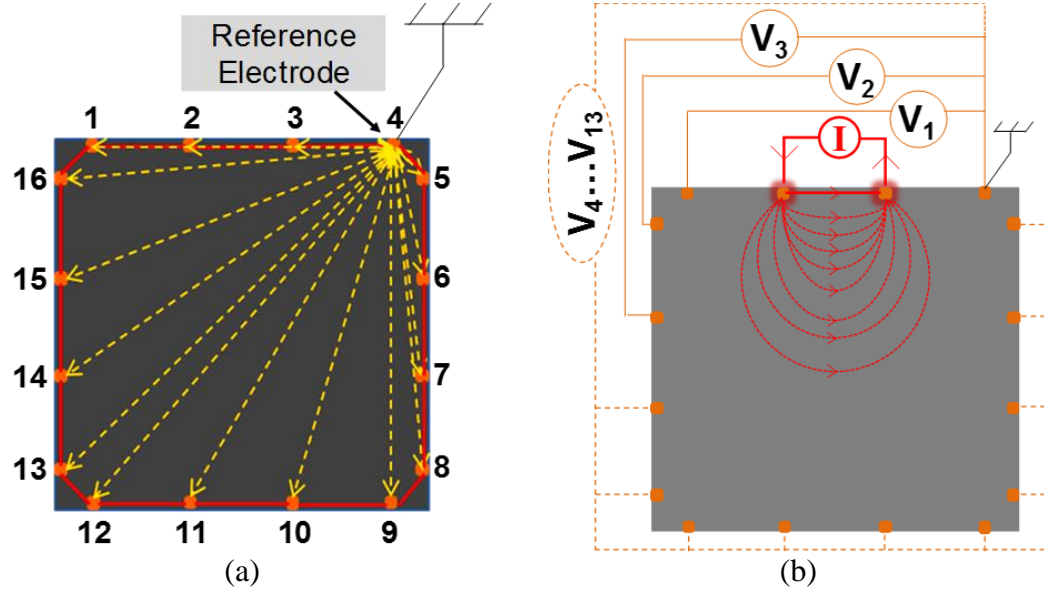 Reference
Electrode
1 2 3 4
16 5
15 6
14 7
13 8
12 11 10 9
(a)
V3
V2
V1
I
V4...V13
(b)